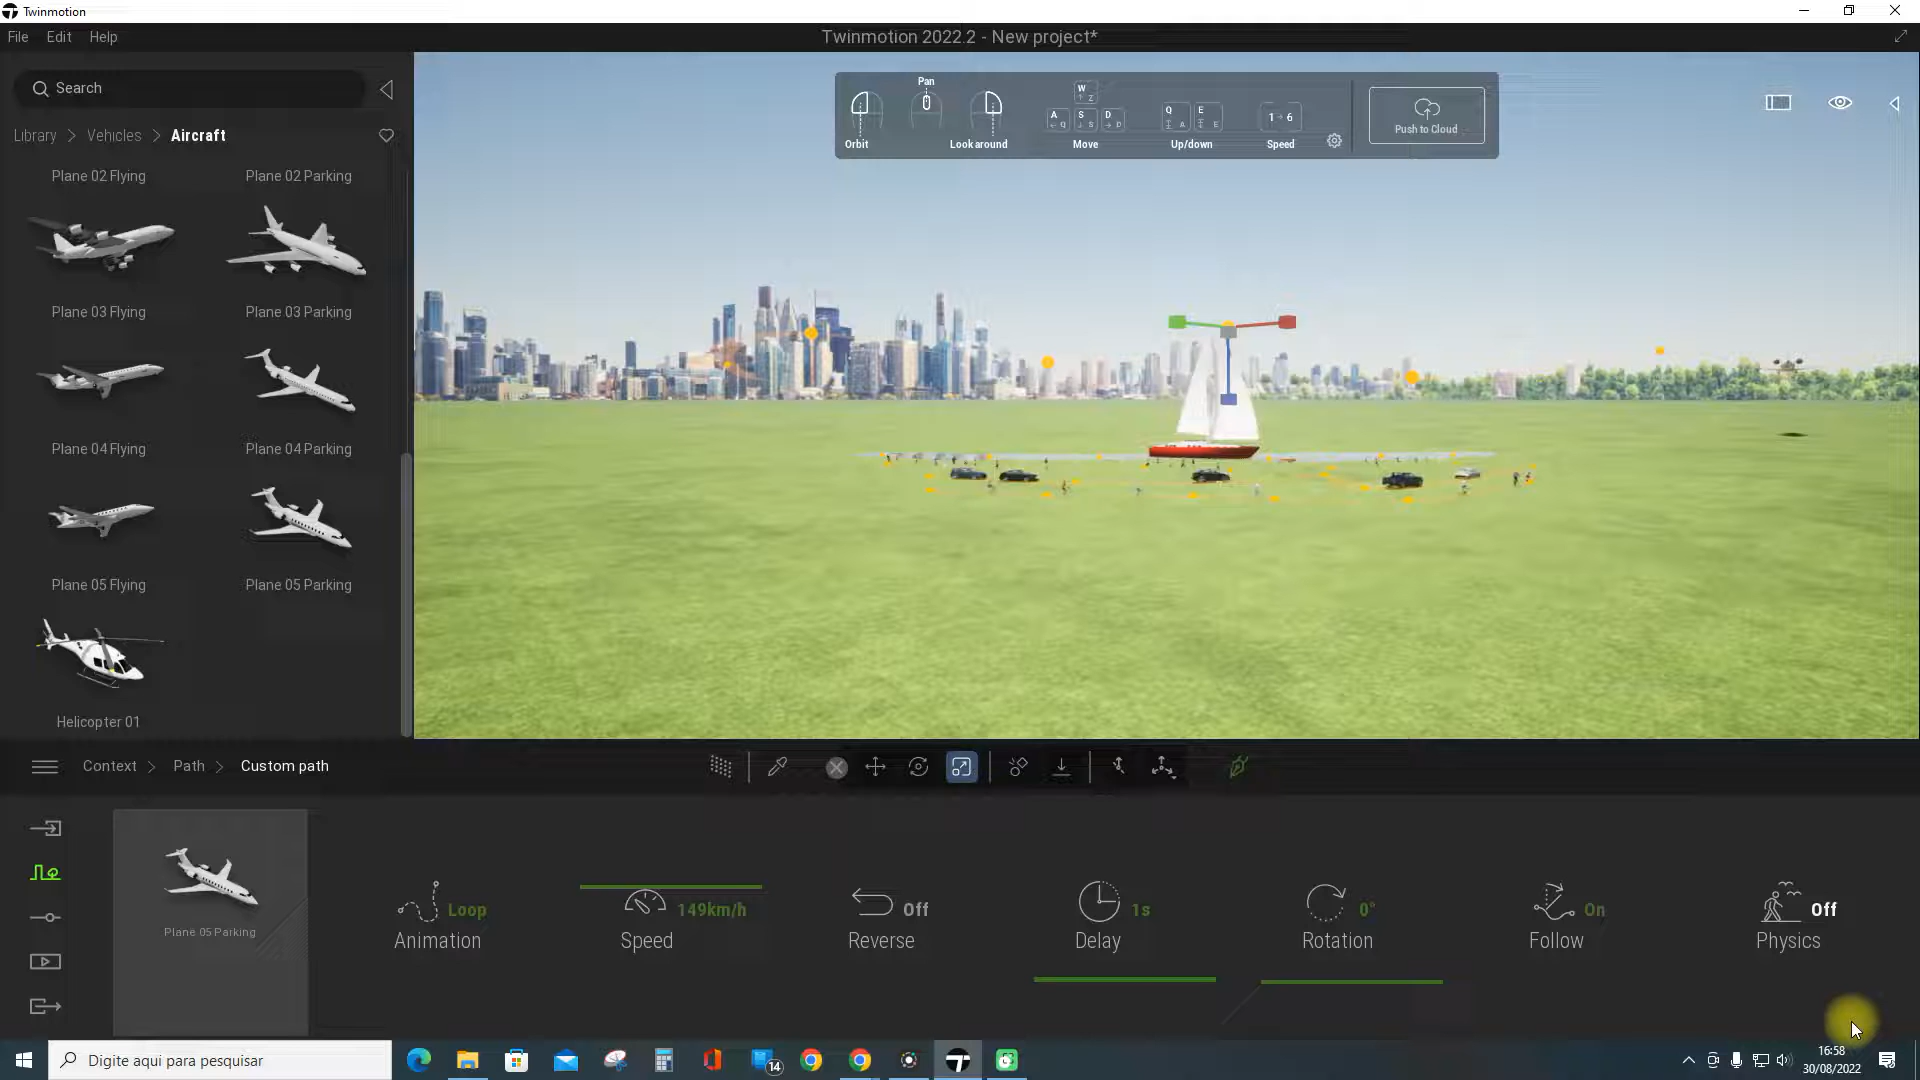 Twinmotion
File Edit Help
Twinmotion 2022.2 - New project*
Search
Library Vehicles Aircraft
Plane 02 Flying Plane 02 Parking
Plane 03 Flying Plane 03 Parking
Plane 04 Flying Plane 04 Parking
Plane 05 Flying Plane 05 Parking
Helicopter 01
Pan
W
Z
A Q S S D D
Q A E E
1 6
Orbit Look around Move Up/down Speed
Push to Cloud
Context Path Custom path
Plane 05 Parking
Loop
Animation
149km/h
Speed
Off
Reverse
1s
Delay
0°
Rotation
On
Follow
Off
Physics
Digite aqui para pesquisar
14
16:58
30/08/2022